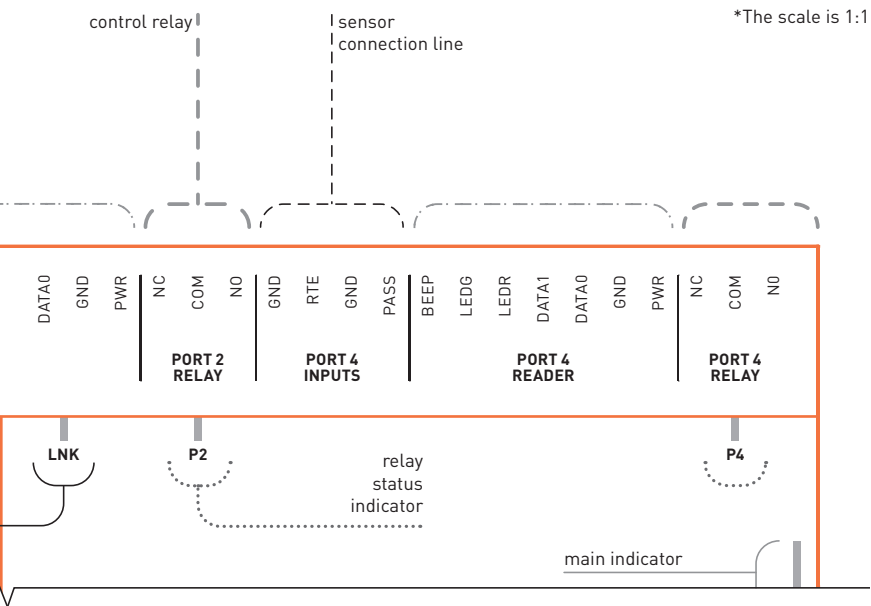 control relay
sensor
connection line
*The scale is 1:1
DATA0
GND
PWR
NC
COM
NO
GND
RTE
GND
PASS
BEEP
LEDG
LEDR
DATA1
DATA0
GND
PWR
NC
COM
N0
PORT 2
RELAY
PORT 4
INPUTS
PORT 4
READER
PORT 4
RELAY
LNK
P2
P4
relay
status
indicator
main indicator